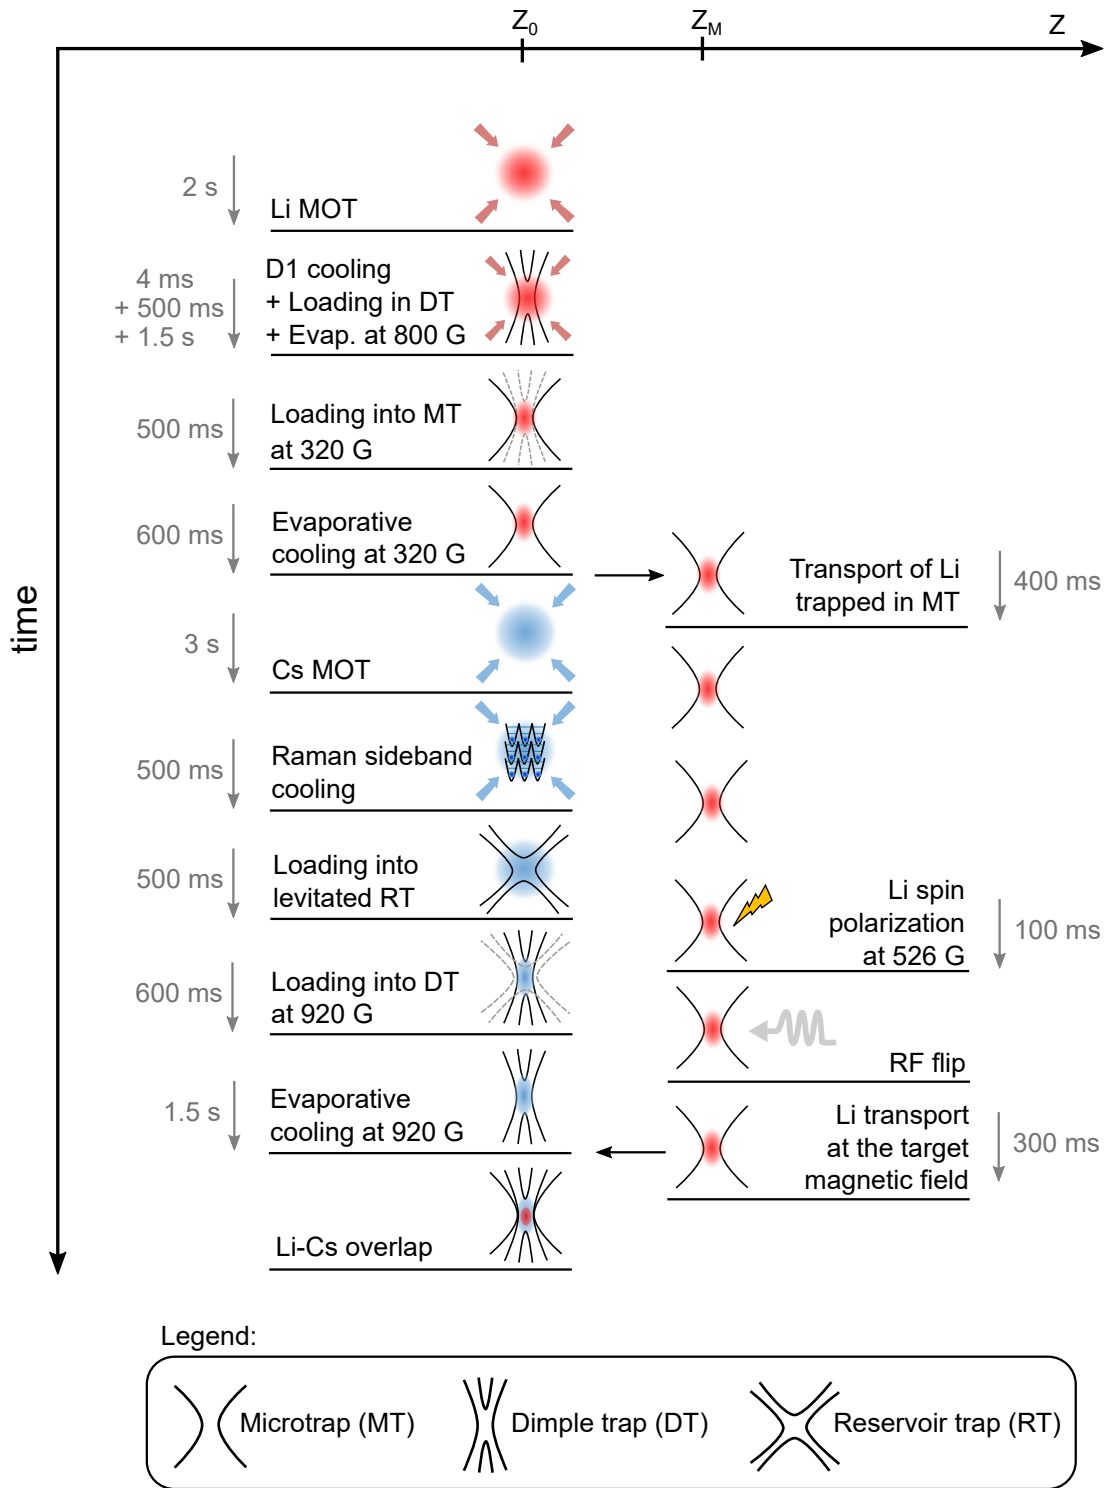 Z₀
Z_M
Z
time
2 s
Li MOT
4 ms
+ 500 ms
+ 1.5 s
D1 cooling
+ Loading in DT
+ Evap. at 800 G
500 ms
Loading into MT
at 320 G
600 ms
Evaporative
cooling at 320 G
Transport of Li
trapped in MT
400 ms
3 s
Cs MOT
500 ms
Raman sideband
cooling
500 ms
Loading into
levitated RT
Li spin
polarization
at 526 G
100 ms
600 ms
Loading into DT
at 920 G
RF flip
1.5 s
Evaporative
cooling at 920 G
Li transport
at the target
magnetic field
300 ms
Li-Cs overlap
Legend:
Microtrap (MT)
Dimple trap (DT)
Reservoir trap (RT)